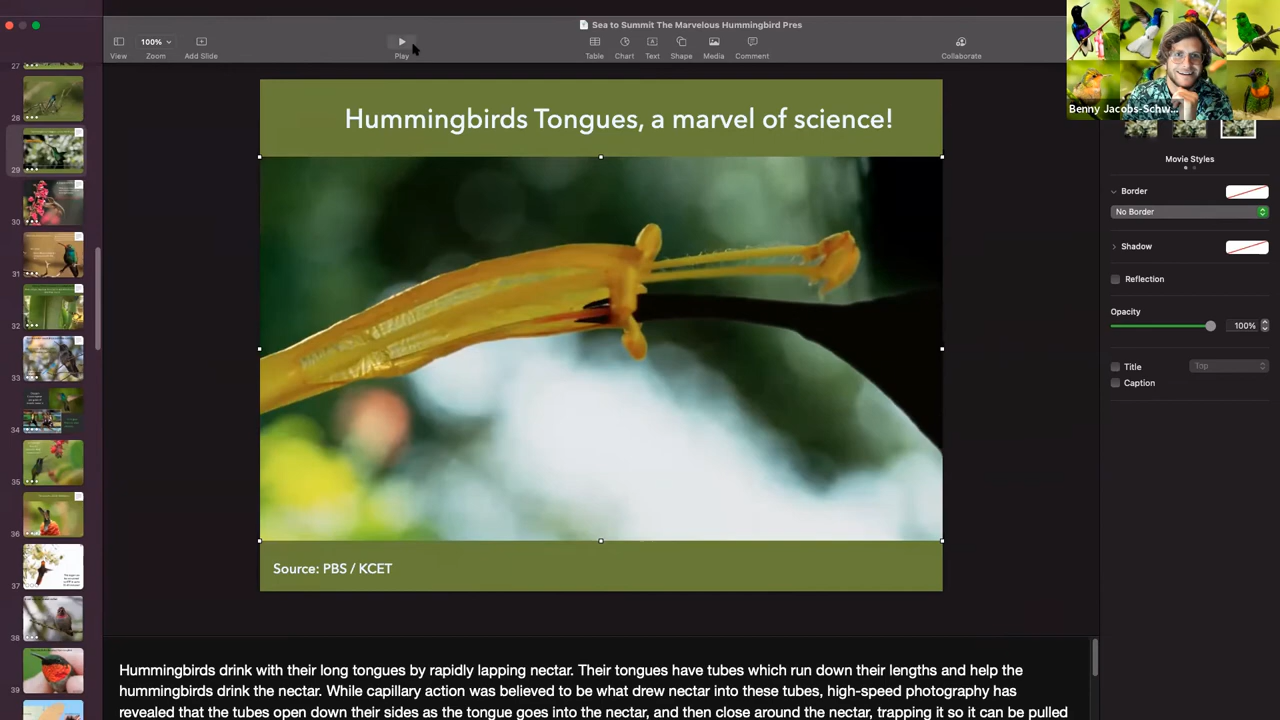 Sea to Summit The Marvelous Hummingbird Pres
View
100%
Zoom
Add Slide
Play
Table
Chart
Text
Shape
Media
Comment
Collaborate
Benny Jacobs-Schw...
27
28
29
30
31
32
33
34
35
36
37
38
39
Hummingbirds Tongues, a marvel of science!
Source: PBS / KCET
Movie Styles
Border
No Border
Shadow
Reflection
Opacity
100%
Title
Top
Caption
Hummingbirds drink with their long tongues by rapidly lapping nectar. Their tongues have tubes which run down their lengths and help the
hummingbirds drink the nectar. While capillary action was believed to be what drew nectar into these tubes, high-speed photography has
revealed that the tubes open down their sides as the tongue goes into the nectar, and then close around the nectar, trapping it so it can be pulled